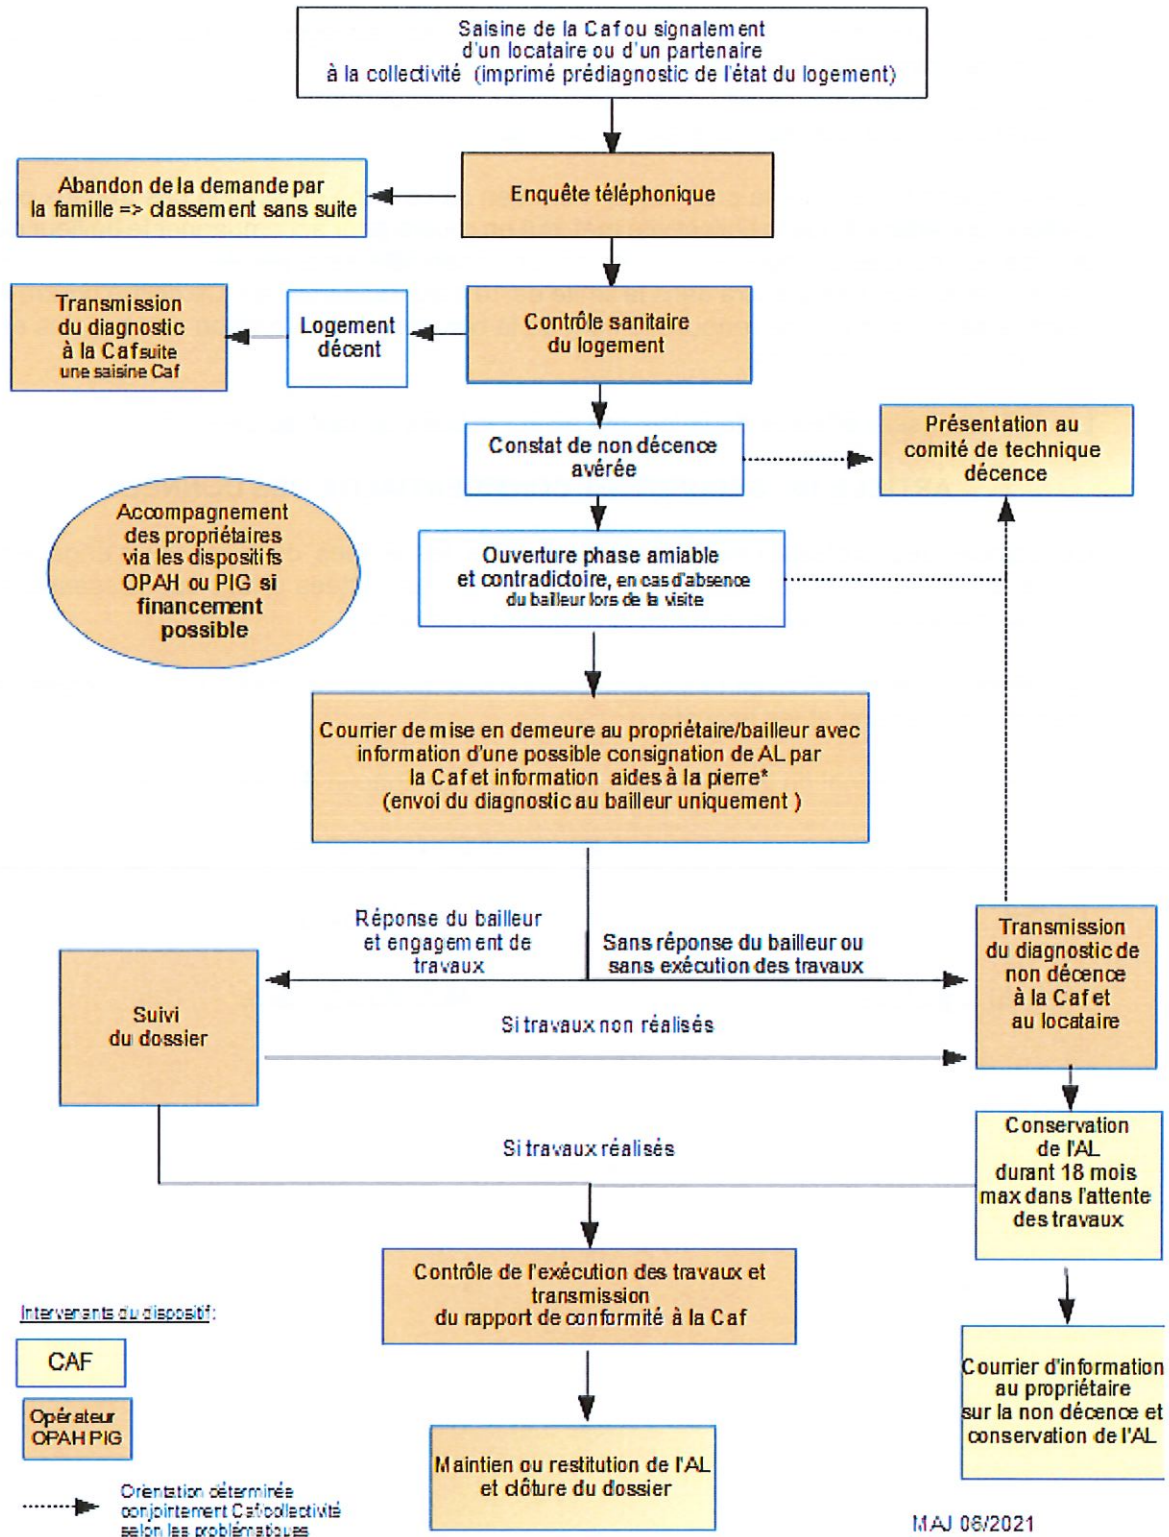 Saisine de la Caf ou signalement
d'un locataire ou d'un partenaire
à la collectivité (imprimé prédiagnostic de l'état du logement)
Abandon de la demande par
la famille => classement sans suite
Enquête téléphonique
Transmission
du diagnostic
à la Caf suite
une saisine Caf
Logement
décent
Contrôle sanitaire
du logement
Constat de non décence
avérée
Présentation au
comité de technique
décence
Accompagnement
des propriétaires
via les dispositifs
OPAH ou PIG si
financement
possible
Ouverture phase amiable
et contradictoire, en cas d'absence
du bailleur lors de la visite
Courrier de mise en demeure au propriétaire/bailleur avec
information d'une possible consignation de AL par
la Caf et information aides à la pierre*
(envoi du diagnostic au bailleur uniquement )
Réponse du bailleur
et engagement de
travaux
Sans réponse du bailleur ou
sans exécution des travaux
Transmission
du diagnostic de
non décence
à la Caf et
au locataire
Suivi
du dossier
Si travaux non réalisés
Si travaux réalisés
Conservation
de l'AL
durant 18 mois
max dans l'attente
des travaux
Contrôle de l'exécution des travaux et
transmission
du rapport de conformité à la Caf
Courrier d'information
au propriétaire
sur la non décence et
conservation de l'AL
Maintien ou restitution de l'AL
et clôture du dossier
Intervenants du dispositif:
CAF
Opérateur
OPAH PIG
Orientation déterminée
conjointement Caf/collectivité
selon les problématiques
MAJ 06/2021